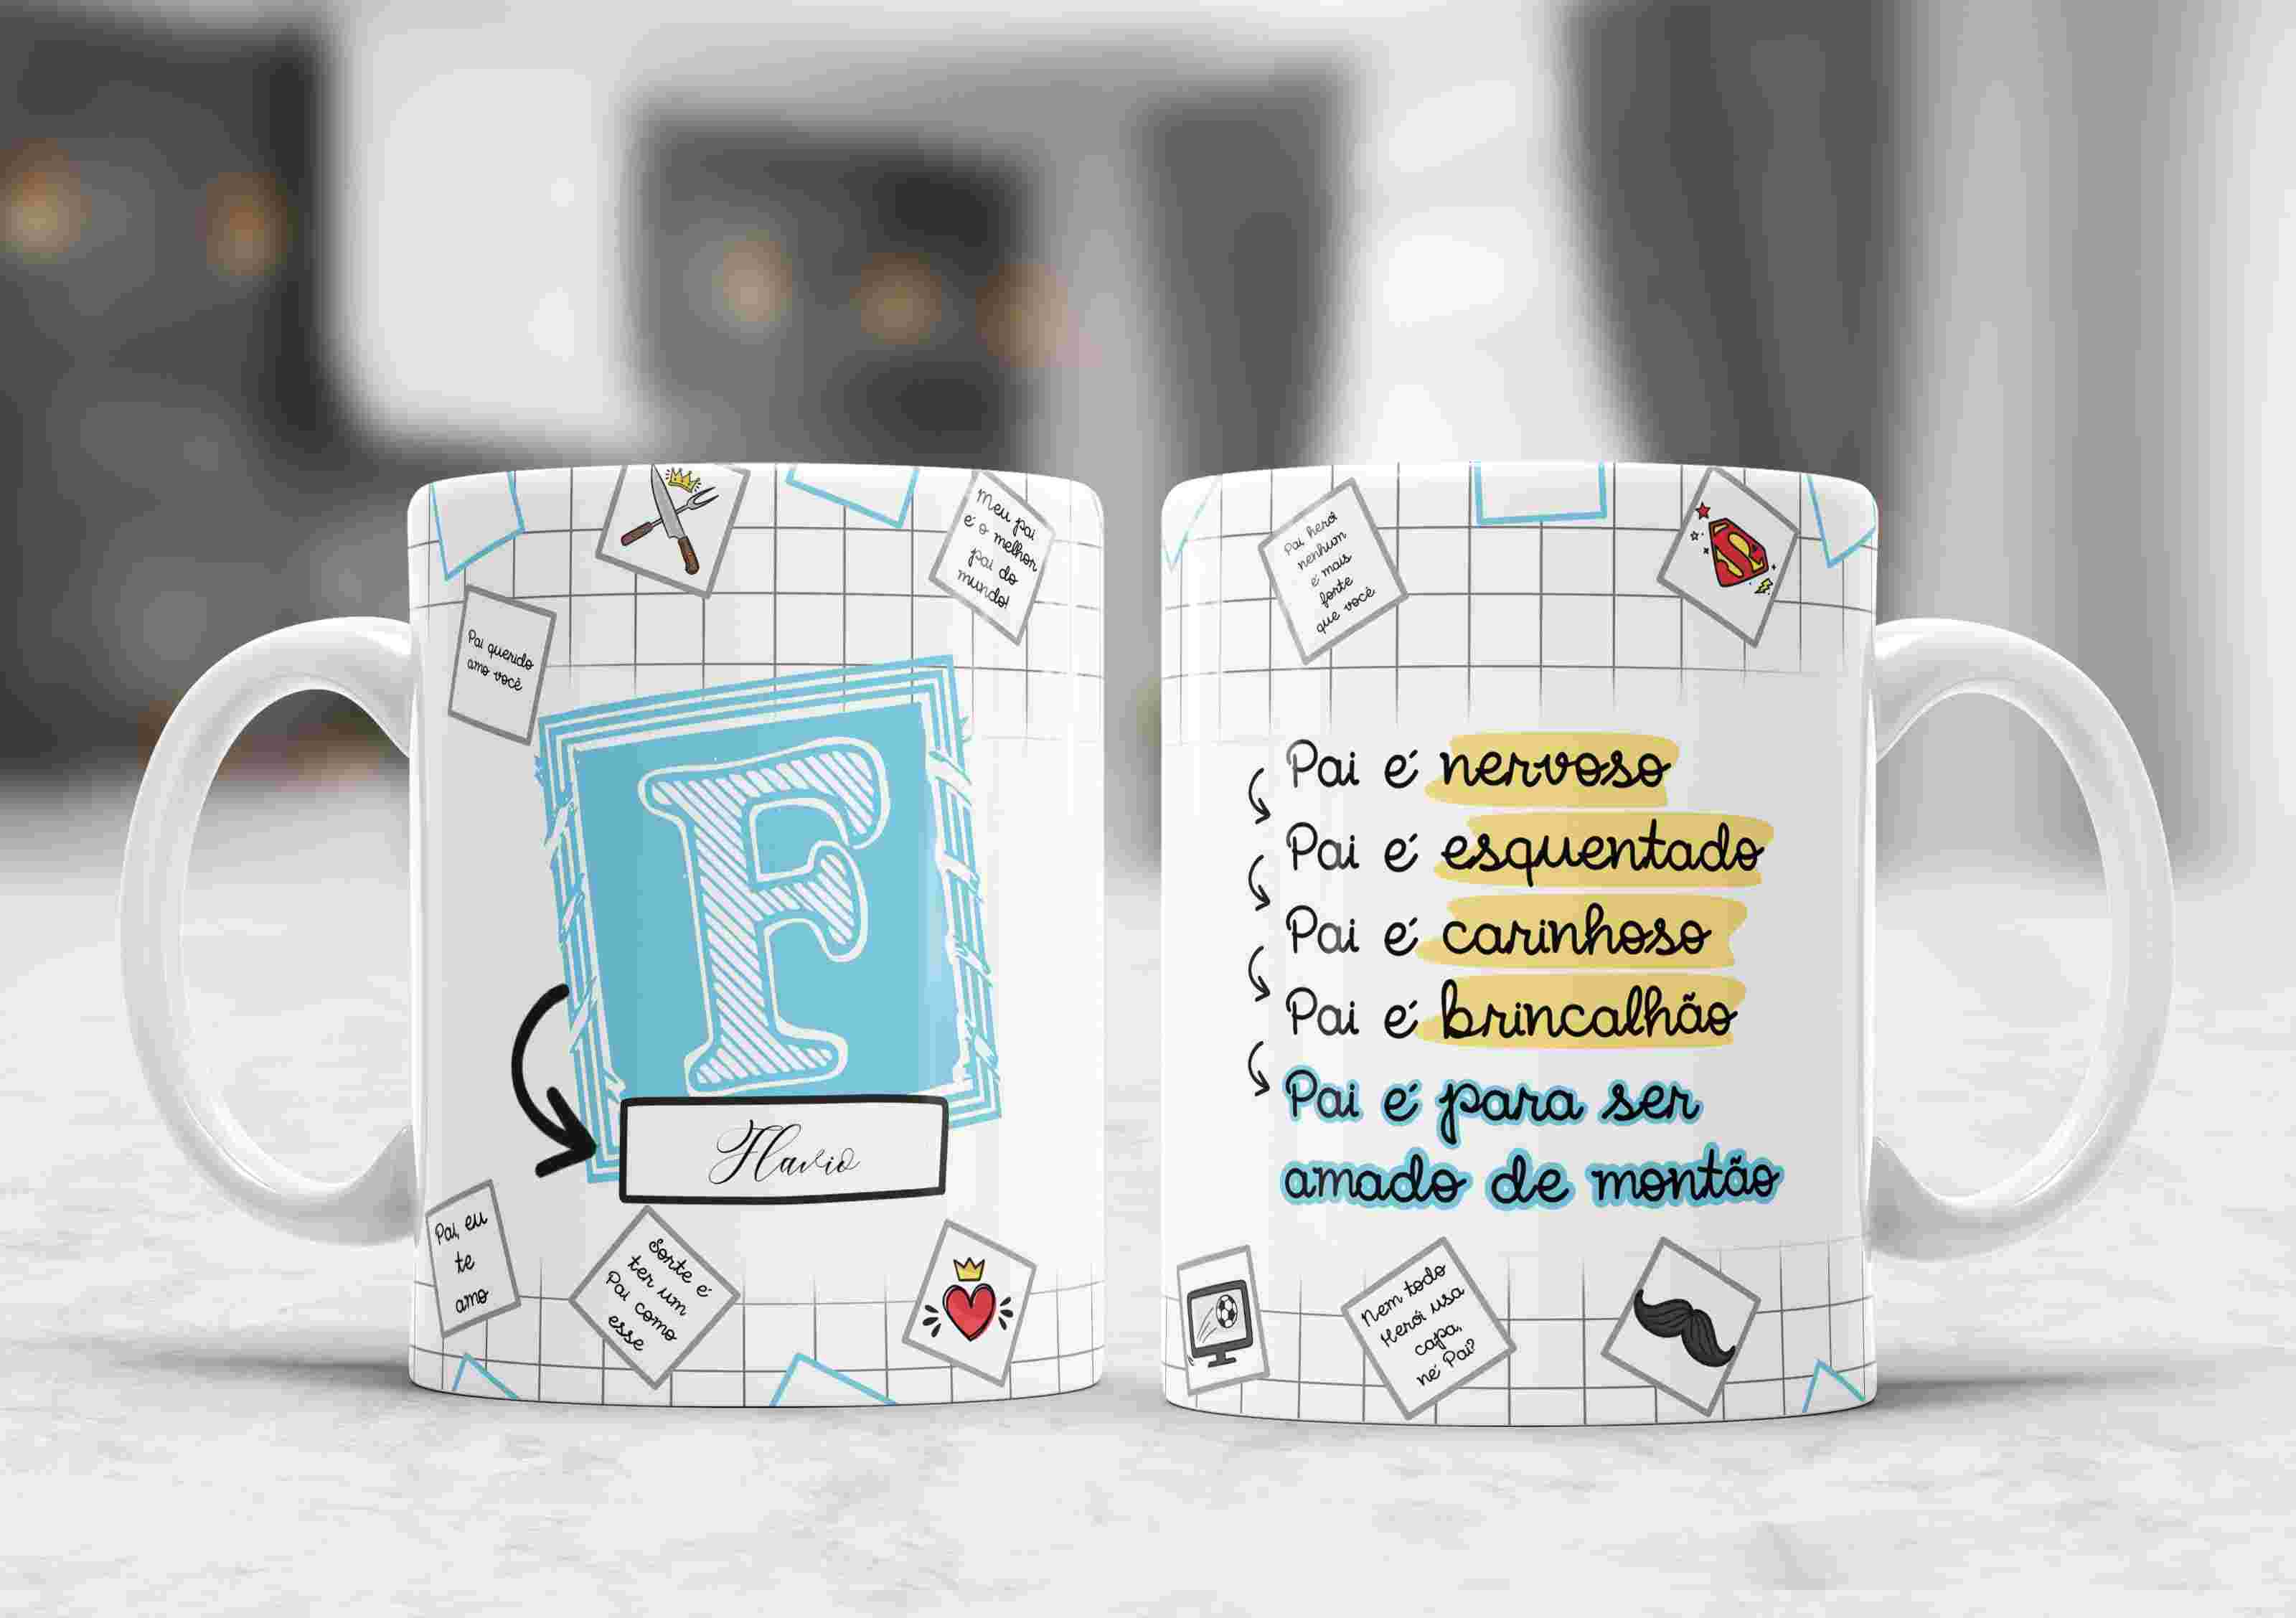 Meu pai
é o melhor
pai do
mundo!
Pai querido
amo você
F
Flavio
Pai, eu
te
amo
Sorte é
ter um
Pai como
esse
Pai, herói
nenhum
é mais
forte
que você
S
Pai é nervoso
Pai é esquentado
Pai é carinhoso
Pai é brincalhão
Pai é para ser
amado de montão
Nem todo
Herói usa
capa,
né Pai?